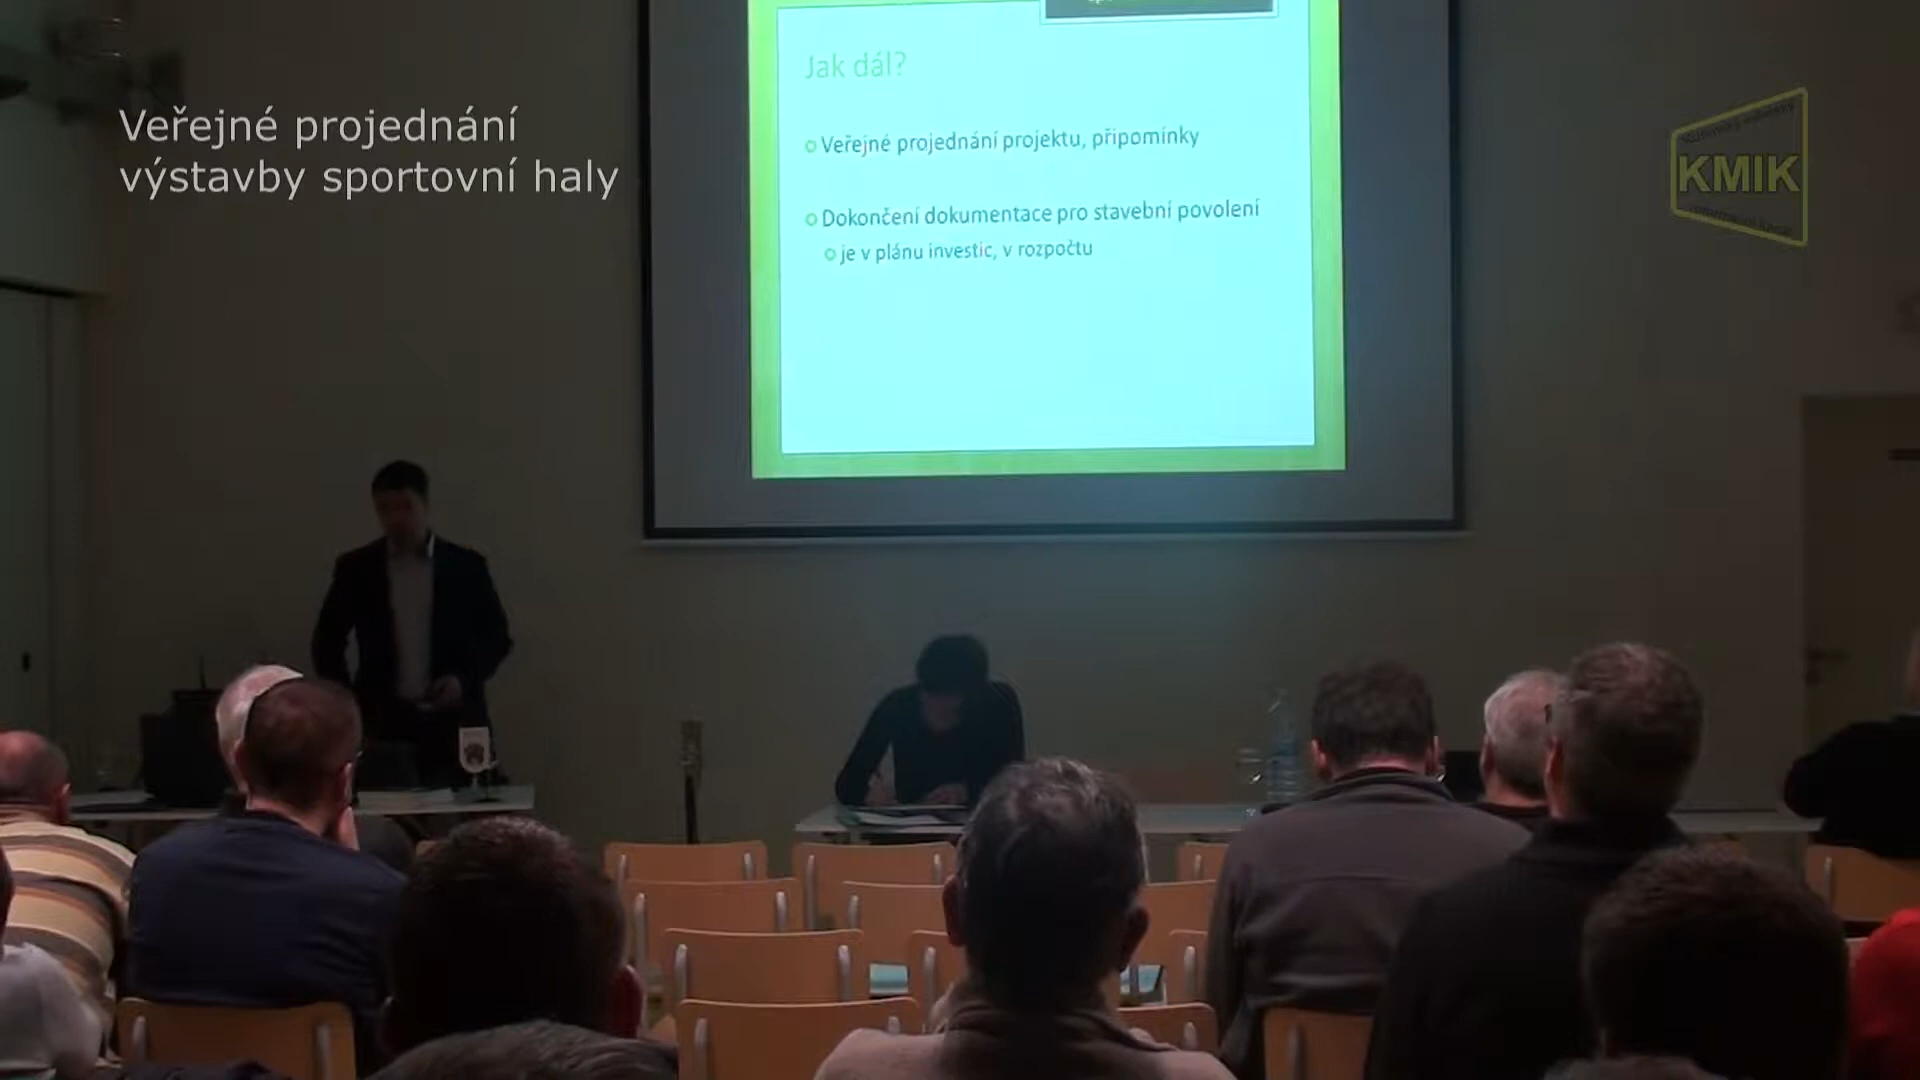 Veřejné projednání
výstavby sportovní haly
Jak dál?
Veřejné projednání projektu, připomínky
Dokončení dokumentace pro stavební povolení
je v plánu investic, v rozpočtu
KMIK